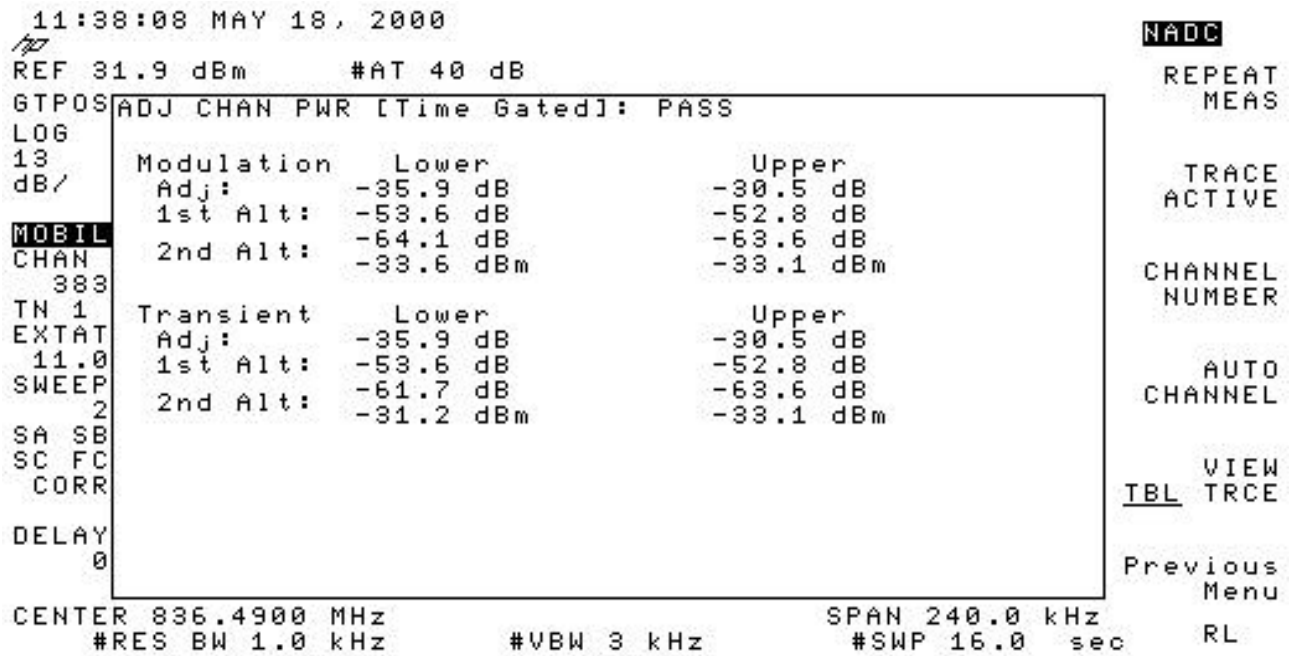 11:38:08 MAY 18, 2000
hp
REF 31.9 dBm #AT 40 dB
GTPOS
LOG
13
dB/
MOBIL
CHAN
383
TN 1
EXTAT
11.0
SWEEP
2
SA SB
SC FC
CORR
DELAY
0
ADJ CHAN PWR [Time Gated]: PASS
Modulation Lower Upper
Adj: -35.9 dB -30.5 dB
1st Alt: -53.6 dB -52.8 dB
2nd Alt: -64.1 dB -63.6 dB
-33.6 dBm -33.1 dBm
Transient Lower Upper
Adj: -35.9 dB -30.5 dB
1st Alt: -53.6 dB -52.8 dB
2nd Alt: -61.7 dB -63.6 dB
-31.2 dBm -33.1 dBm
CENTER 836.4900 MHz SPAN 240.0 kHz
#RES BW 1.0 kHz #VBW 3 kHz #SWP 16.0 sec
NADC
REPEAT
MEAS
TRACE
ACTIVE
CHANNEL
NUMBER
AUTO
CHANNEL
VIEW
TBL TRCE
Previous
Menu
RL